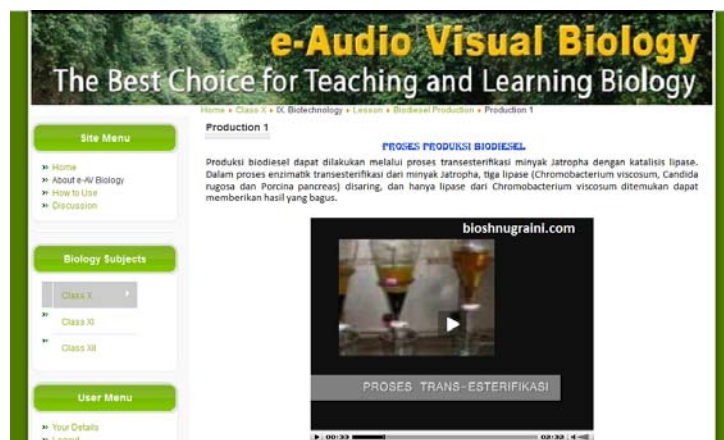 e-Audio Visual Biology
The Best Choice for Teaching and Learning Biology
Home » Class X » IX. Biotechnology » Lesson » Biodiesel Production » Production 1
Site Menu
Home
About e-AV Biology
How to Use
Discussion
Biology Subjects
Class X
Class XI
Class XII
User Menu
Your Details
Logout
Production 1
PROSES PRODUKSI BIODIESEL
Produksi biodiesel dapat dilakukan melalui proses transesterifikasi minyak Jatropha dengan katalisis lipase.
Dalam proses enzimatik transesterifikasi dari minyak Jatropha, tiga lipase (Chromobacterium viscosum, Candida
rugosa dan Porcina pancreas) disaring, dan hanya lipase dari Chromobacterium viscosum ditemukan dapat
memberikan hasil yang bagus.
bioshnugraini.com
PROSES TRANS-ESTERIFIKASI
00:33
02:32